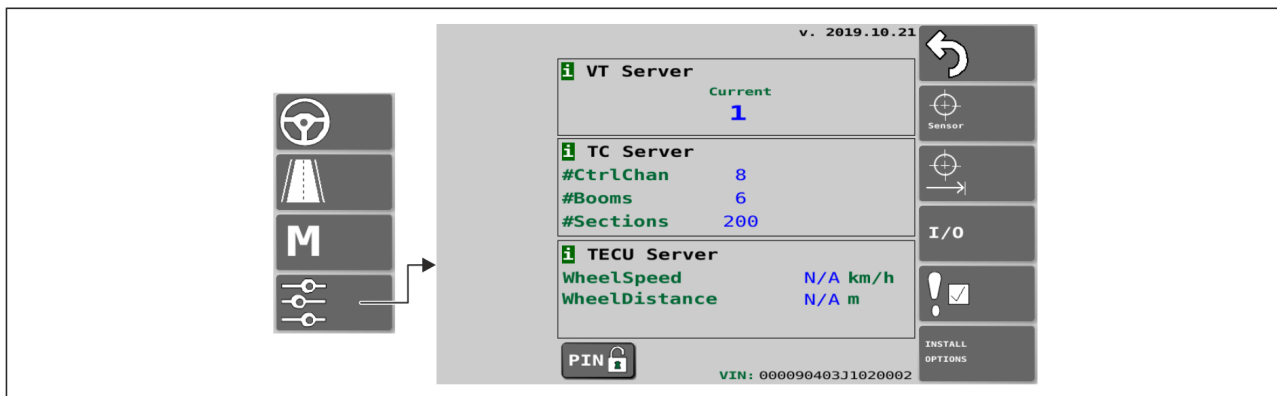 M
v. 2019.10.21
i VT Server
Current
1
i TC Server
#CtrlChan 8
#Booms 6
#Sections 200
i TECU Server
WheelSpeed N/A km/h
WheelDistance N/A m
PIN
VIN: 000090403J1020002
Sensor
I/O
INSTALL
OPTIONS